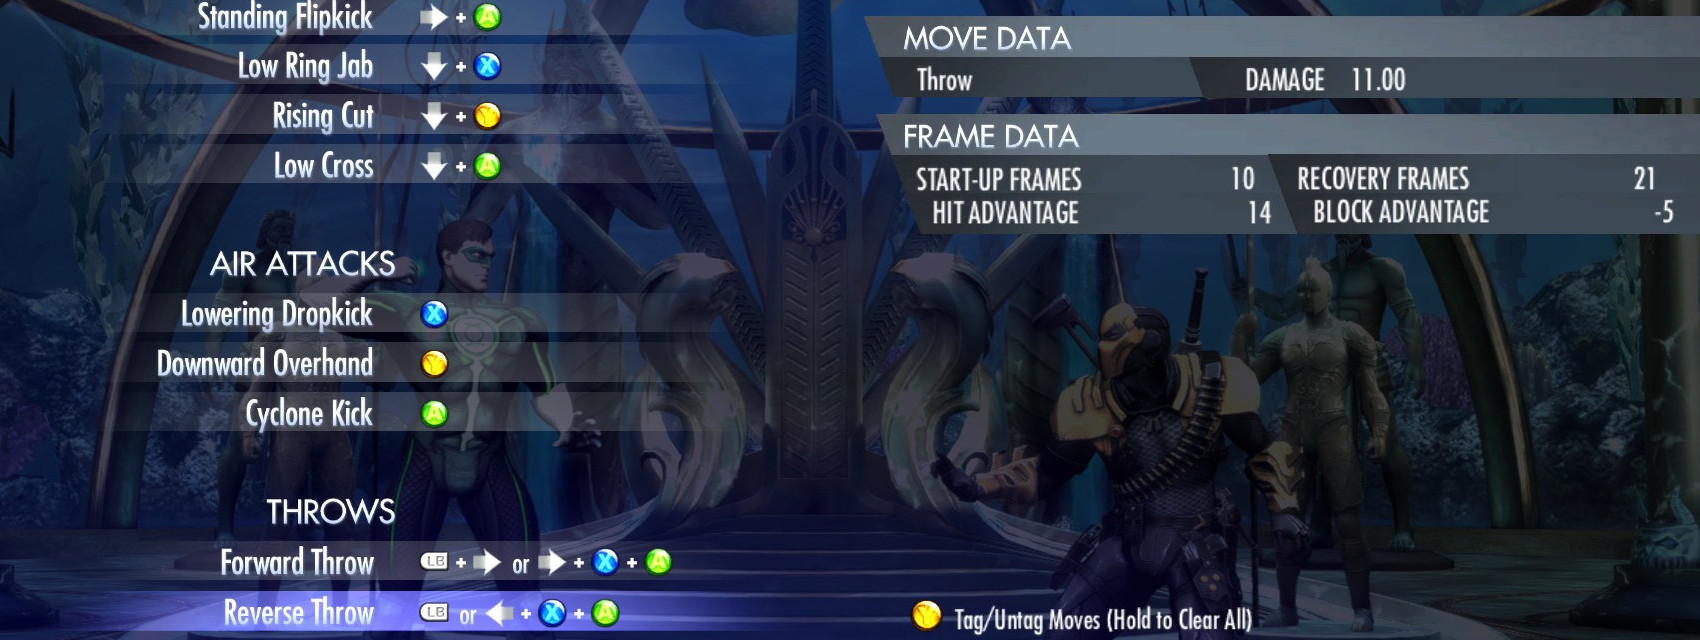 Standing Flipkick + A
Low Ring Jab + X
Rising Cut + Y
Low Cross + A
AIR ATTACKS
Lowering Dropkick X
Downward Overhand Y
Cyclone Kick A
THROWS
Forward Throw LB + or + X + A
Reverse Throw LB or + X + A
MOVE DATA
Throw DAMAGE 11.00
FRAME DATA
START-UP FRAMES 10 RECOVERY FRAMES 21
HIT ADVANTAGE 14 BLOCK ADVANTAGE -5
Y Tag/Untag Moves (Hold to Clear All)